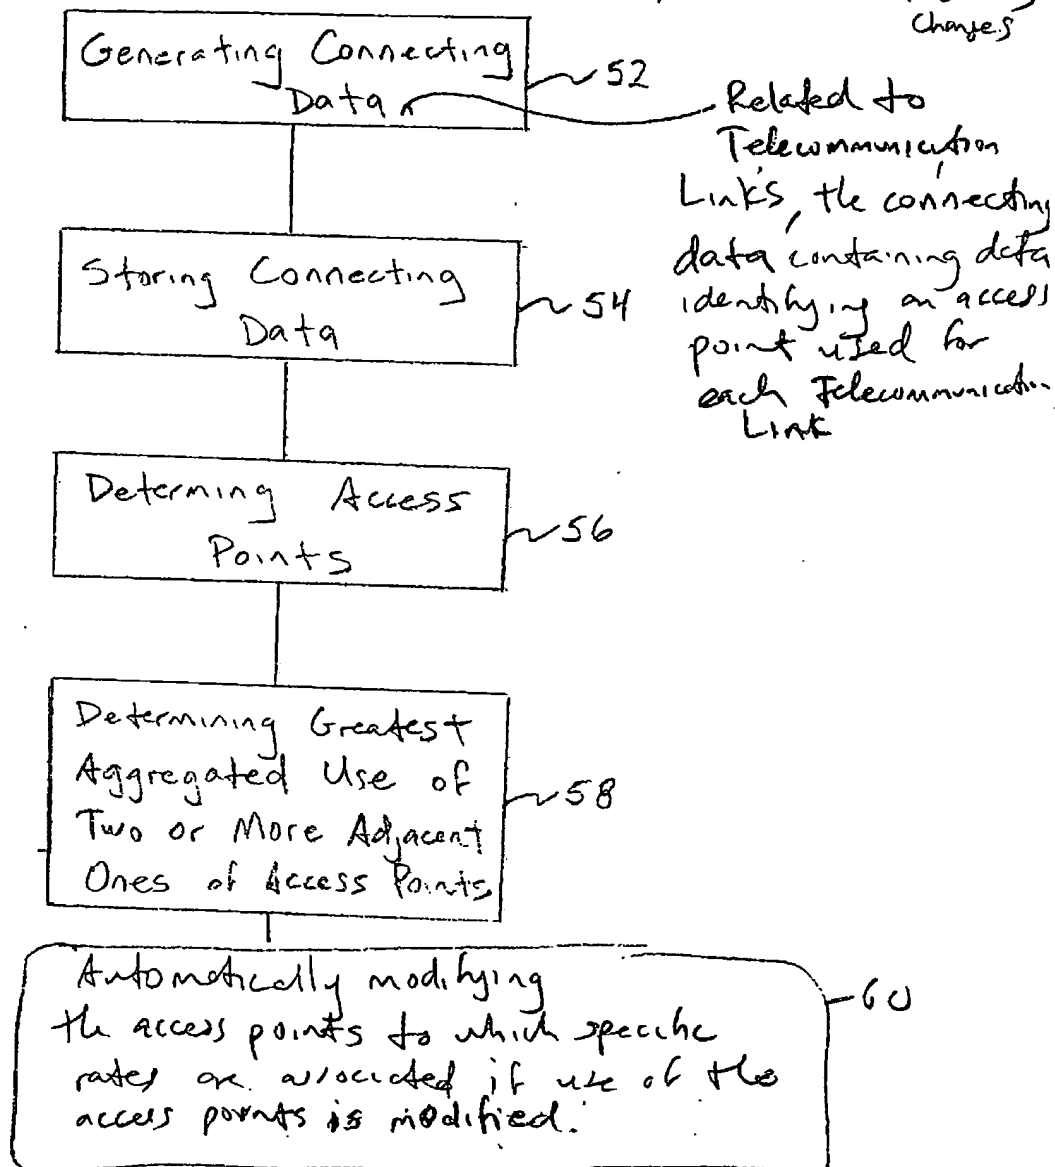 Changes
Generating Connecting
Data
52
Related to
Telecommunication
Links, the connecting
data containing data
identifying an access
point used for
each Telecommunication
Link
Storing Connecting
Data
54
Determing Access
Points
56
Determining Greatest
Aggregated Use of
Two or More Adjacent
Ones of Access Points
58
Automatically modifying
the access points to which specific
rates are associated if use of the
access points is modified.
60